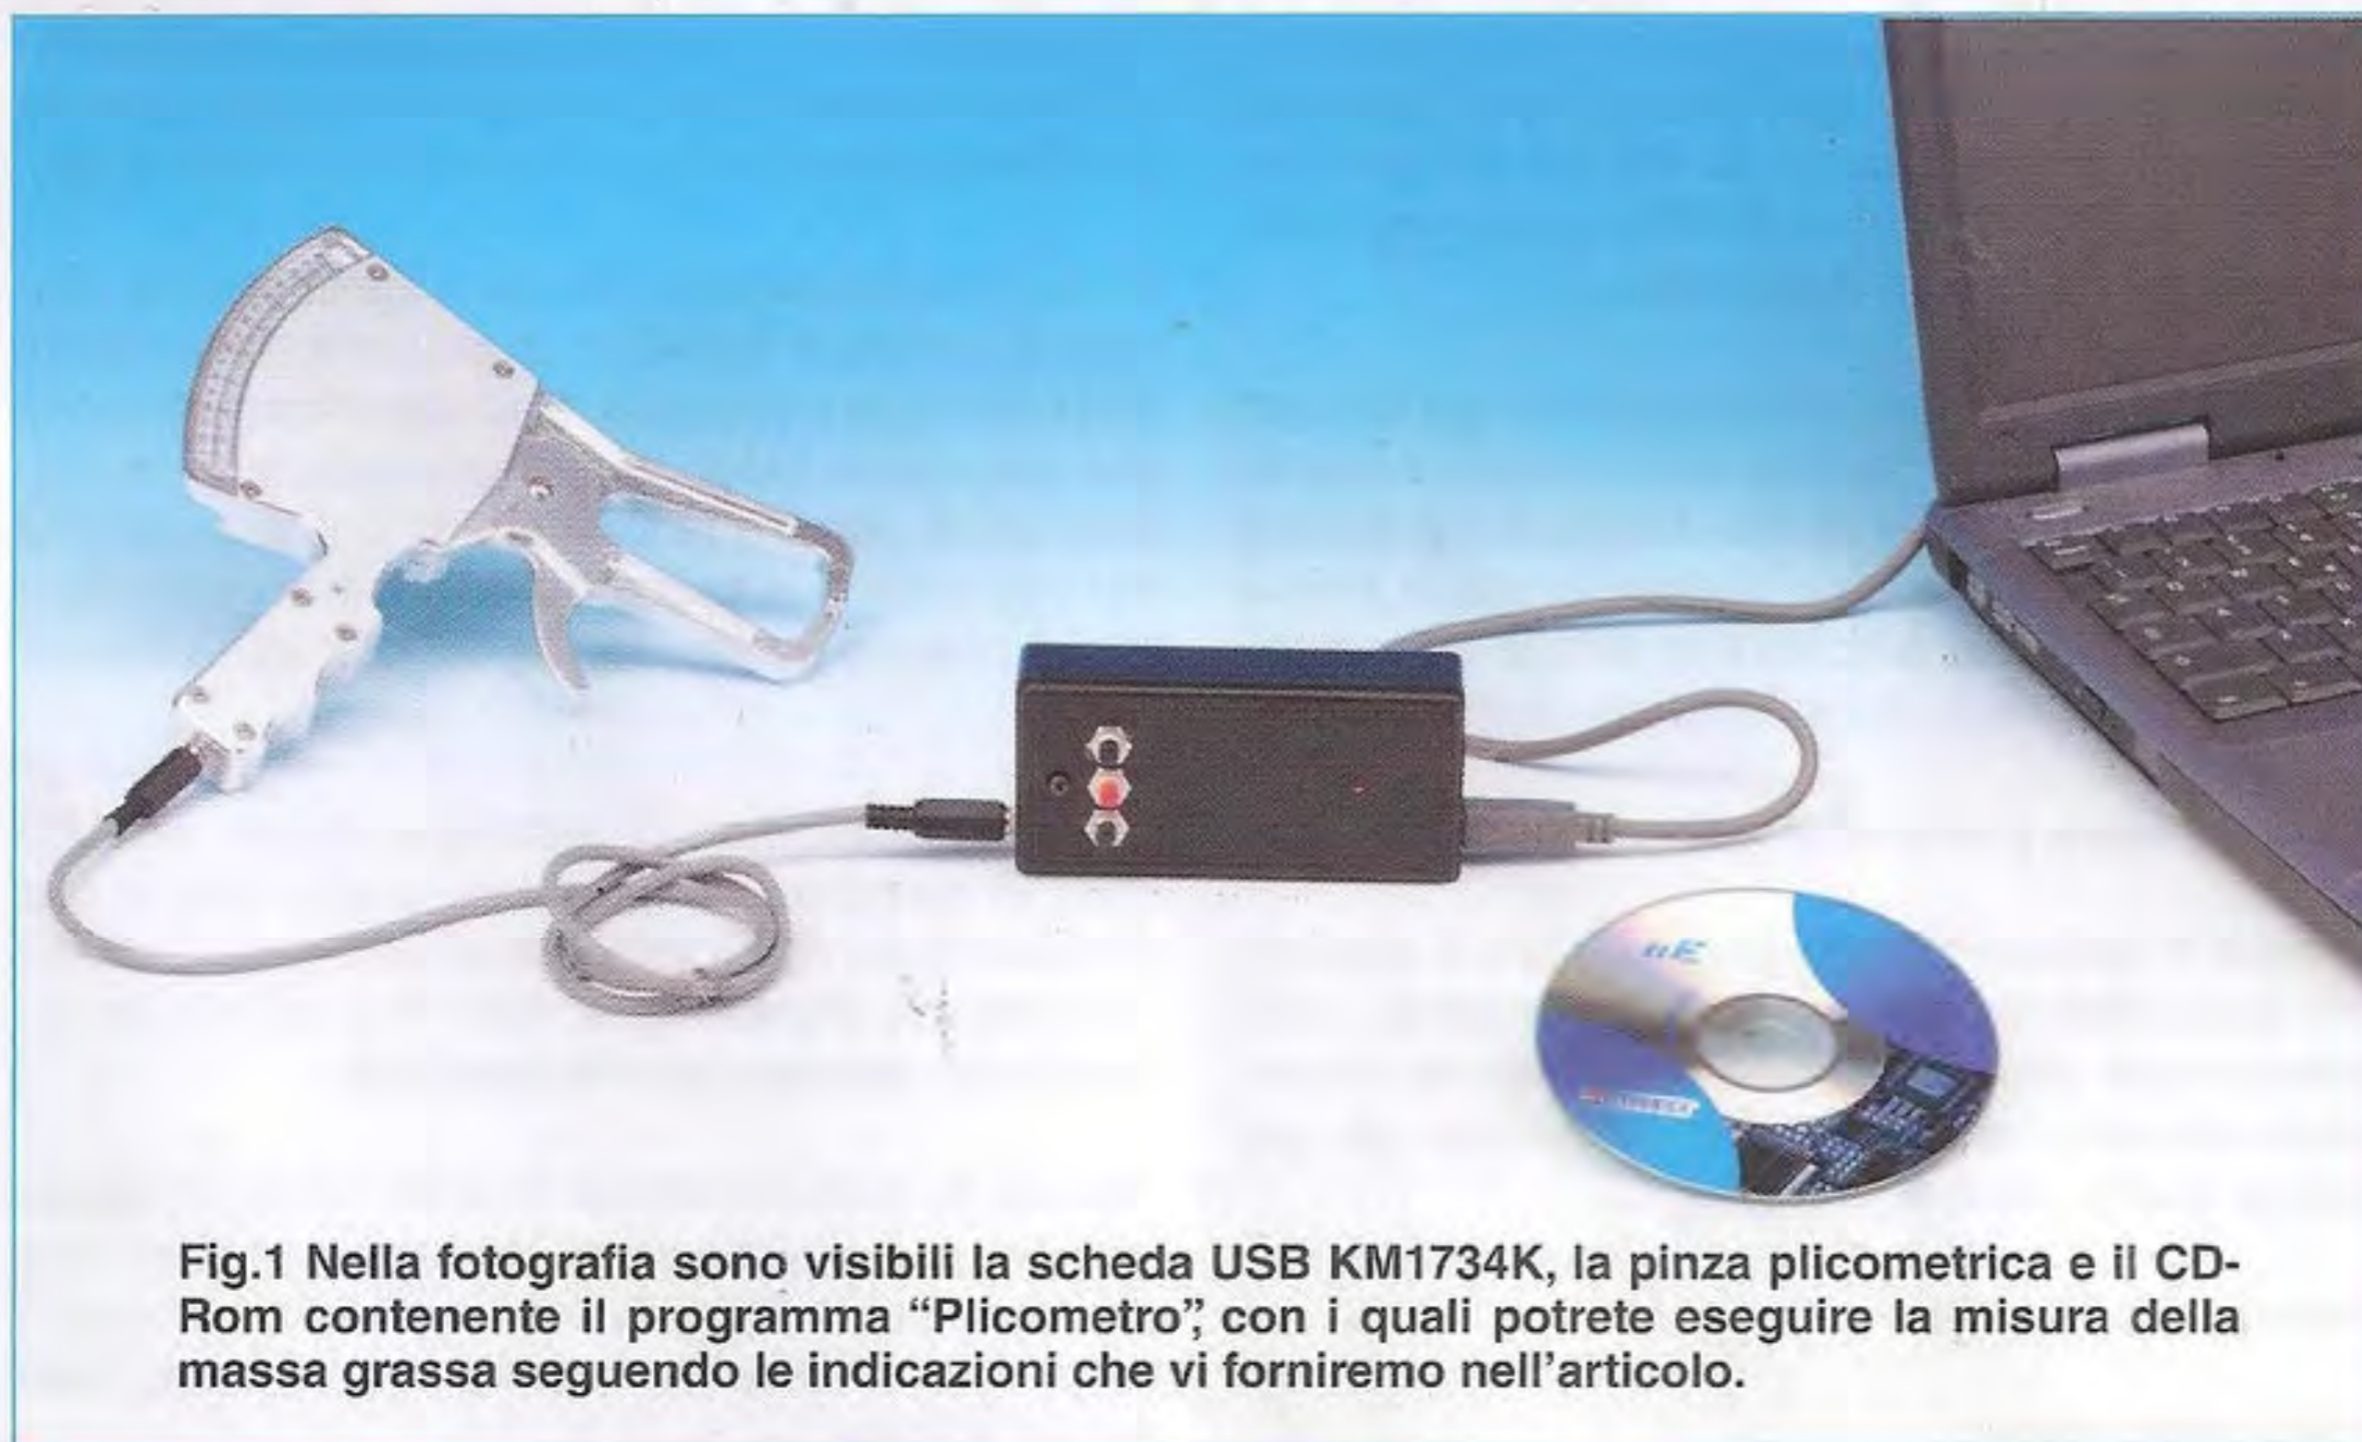 Fig.1 Nella fotografia sono visibili la scheda USB KM1734K, la pinza plicometrica e il CD-
Rom contenente il programma “Plicometro”, con i quali potrete eseguire la misura della
massa grassa seguendo le indicazioni che vi forniremo nell'articolo.